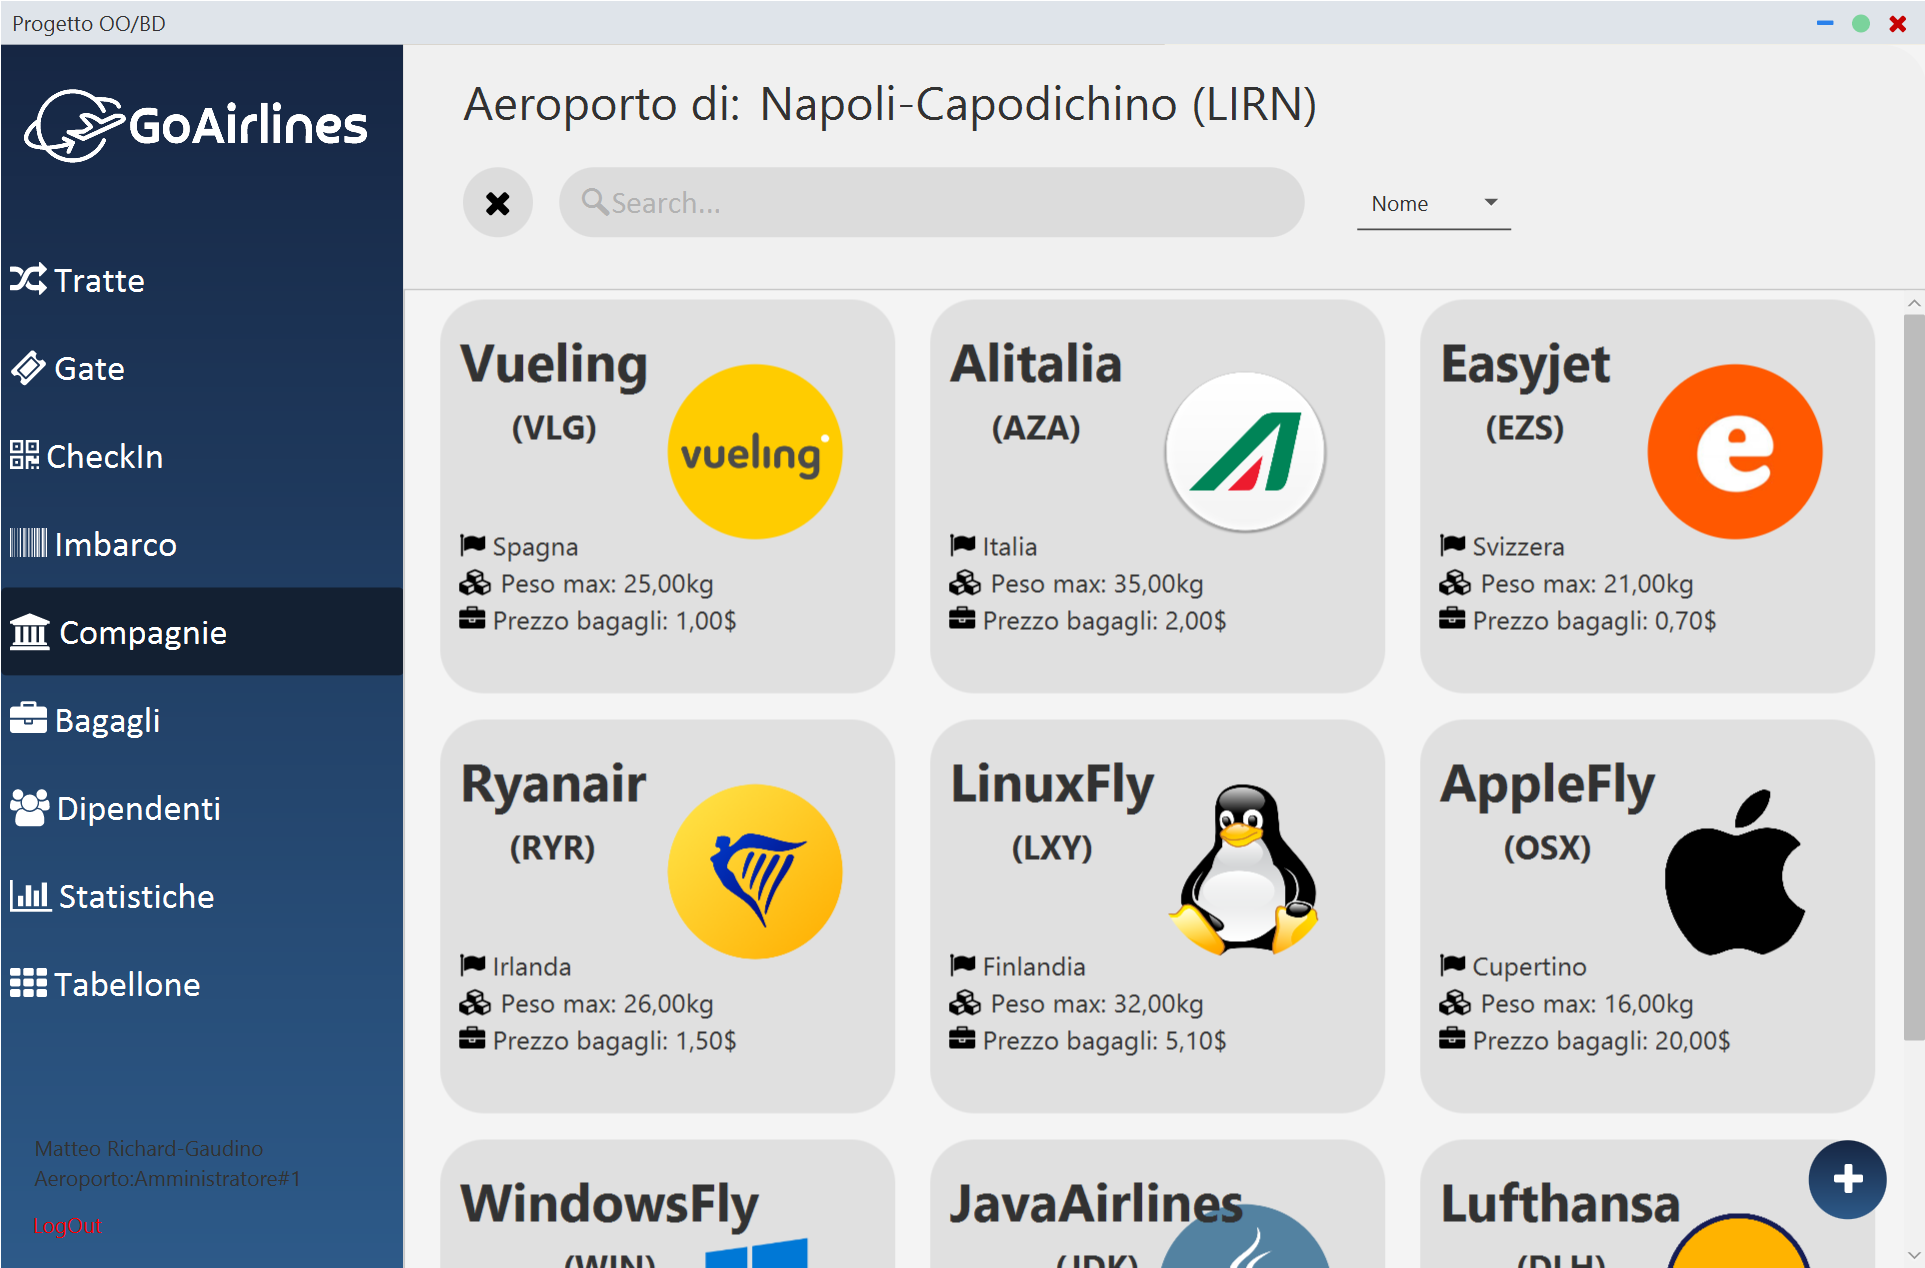 Progetto OO/BD
GoAirlines
Tratte
Gate
CheckIn
Imbarco
Compagnie
Bagagli
Dipendenti
Statistiche
Tabellone
Matteo Richard-Gaudino
Aeroporto:Amministratore#1
LogOut
Aeroporto di: Napoli-Capodichino (LIRN)
Search...
Nome
Vueling
(VLG)
vueling
Spagna
Peso max: 25,00kg
Prezzo bagagli: 1,00$
Alitalia
(AZA)
Italia
Peso max: 35,00kg
Prezzo bagagli: 2,00$
Easyjet
(EZS)
e
Svizzera
Peso max: 21,00kg
Prezzo bagagli: 0,70$
Ryanair
(RYR)
Irlanda
Peso max: 26,00kg
Prezzo bagagli: 1,50$
LinuxFly
(LXY)
Finlandia
Peso max: 32,00kg
Prezzo bagagli: 5,10$
AppleFly
(OSX)
Cupertino
Peso max: 16,00kg
Prezzo bagagli: 20,00$
WindowsFly
(WIN)
JavaAirlines
(JDK)
Lufthansa
(DLH)